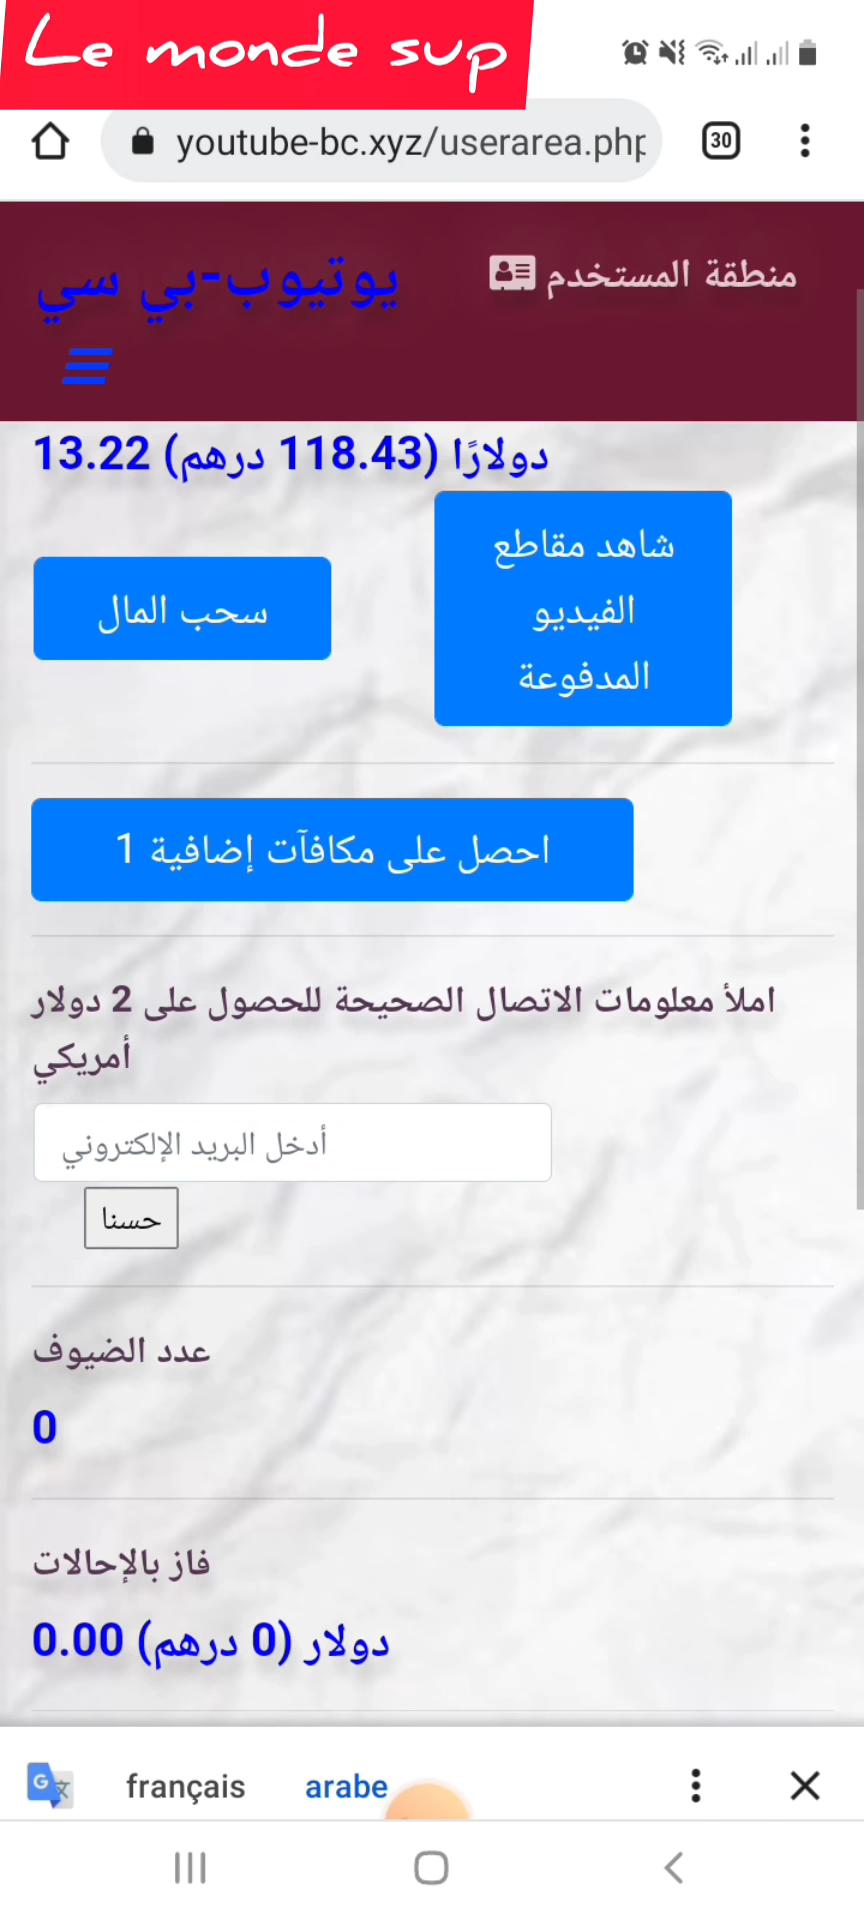 Le monde sup
youtube-bc.xyz/userarea.php
30
يوتيوب-بي سي
منطقة المستخدم
13.22 دولارًا (118.43 درهم)
شاهد مقاطع
الفيديو
المدفوعة
سحب المال
احصل على مكافآت إضافية 1
املأ معلومات الاتصال الصحيحة للحصول على 2 دولار
أمريكي
أدخل البريد الإلكتروني
حسنا
عدد الضيوف
0
فاز بالإحالات
0.00 دولار (0 درهم)
français arabe